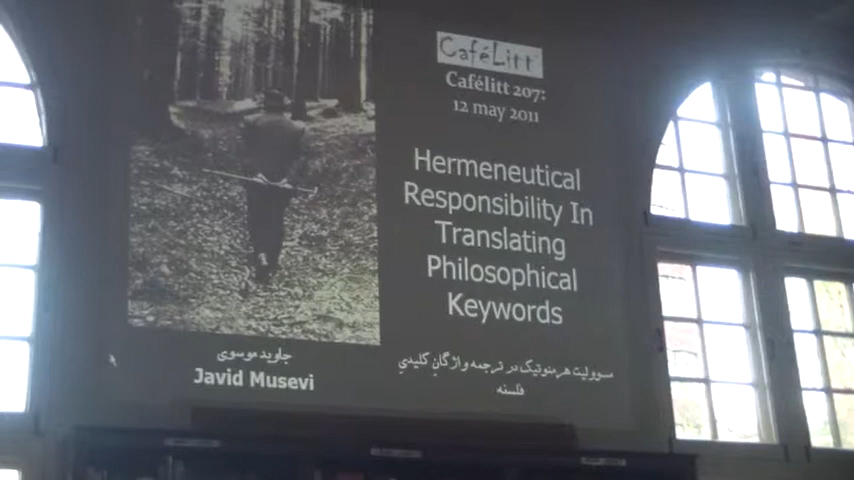 CaféLitt
Cafélitt 207:
12 may 2011
Hermeneutical
Responsibility In
Translating
Philosophical
Keywords
جاوید موسوی
Javid Musevi
مسوولیت هرمنوتیک در ترجمه واژگانِ کلیدیِ
فلسفه